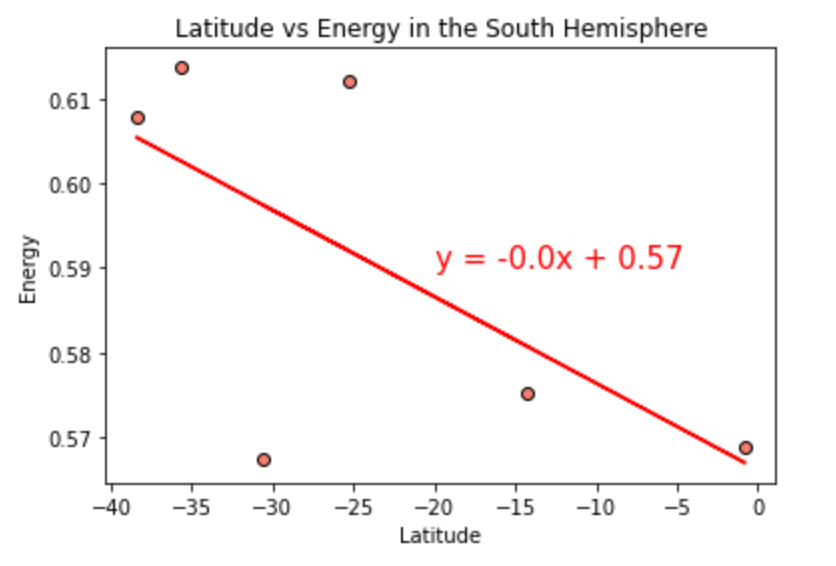 Latitude vs Energy in the South Hemisphere
Energy
0.61
0.60
0.59
0.58
0.57
y = -0.0x + 0.57
−40 −35 −30 −25 −20 −15 −10 −5 0
Latitude